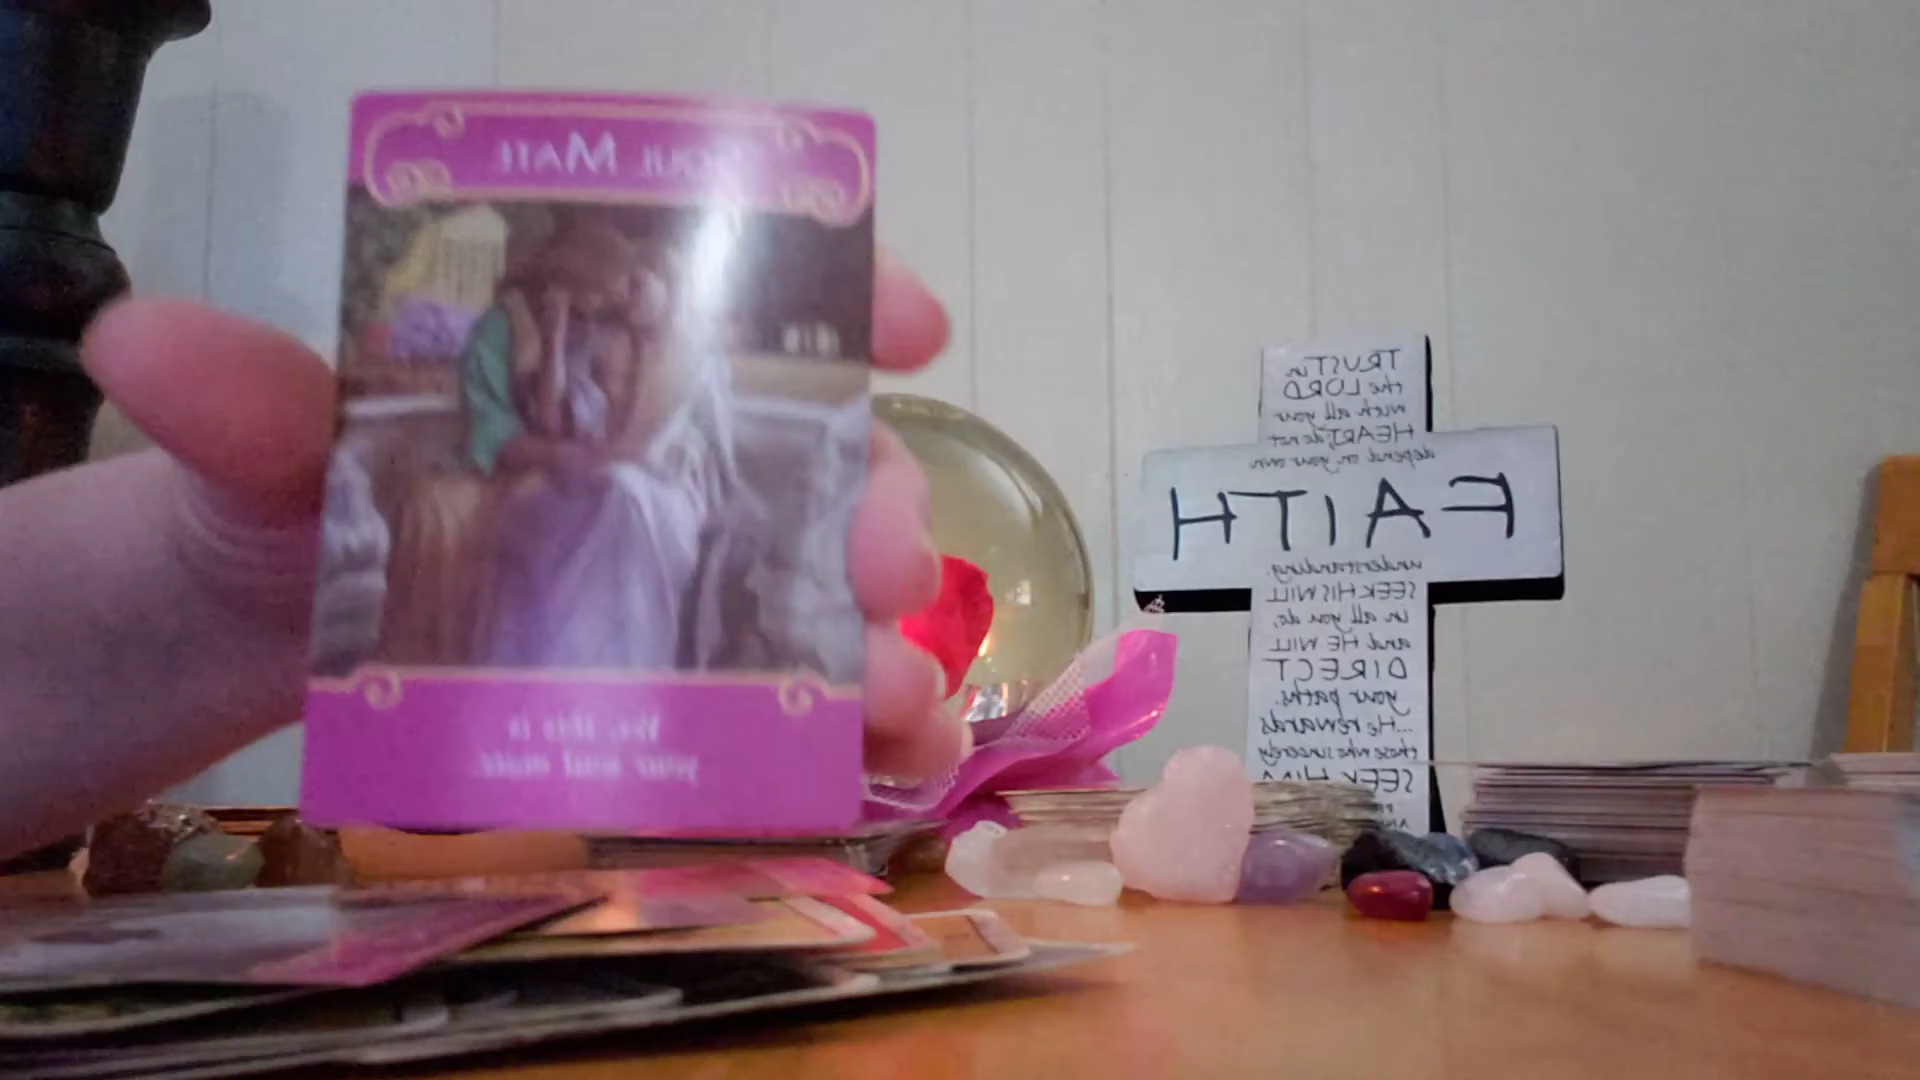 SOUL MATE
Yes, this is
your soul mate.
TRUST in
the LORD
with all your
HEART; do not
depend on your own
FAITH
understanding.
SEEK HIS WILL
in all you do,
and HE WILL
DIRECT
your paths.
...He rewards
those who sincerely
SEEK HIM